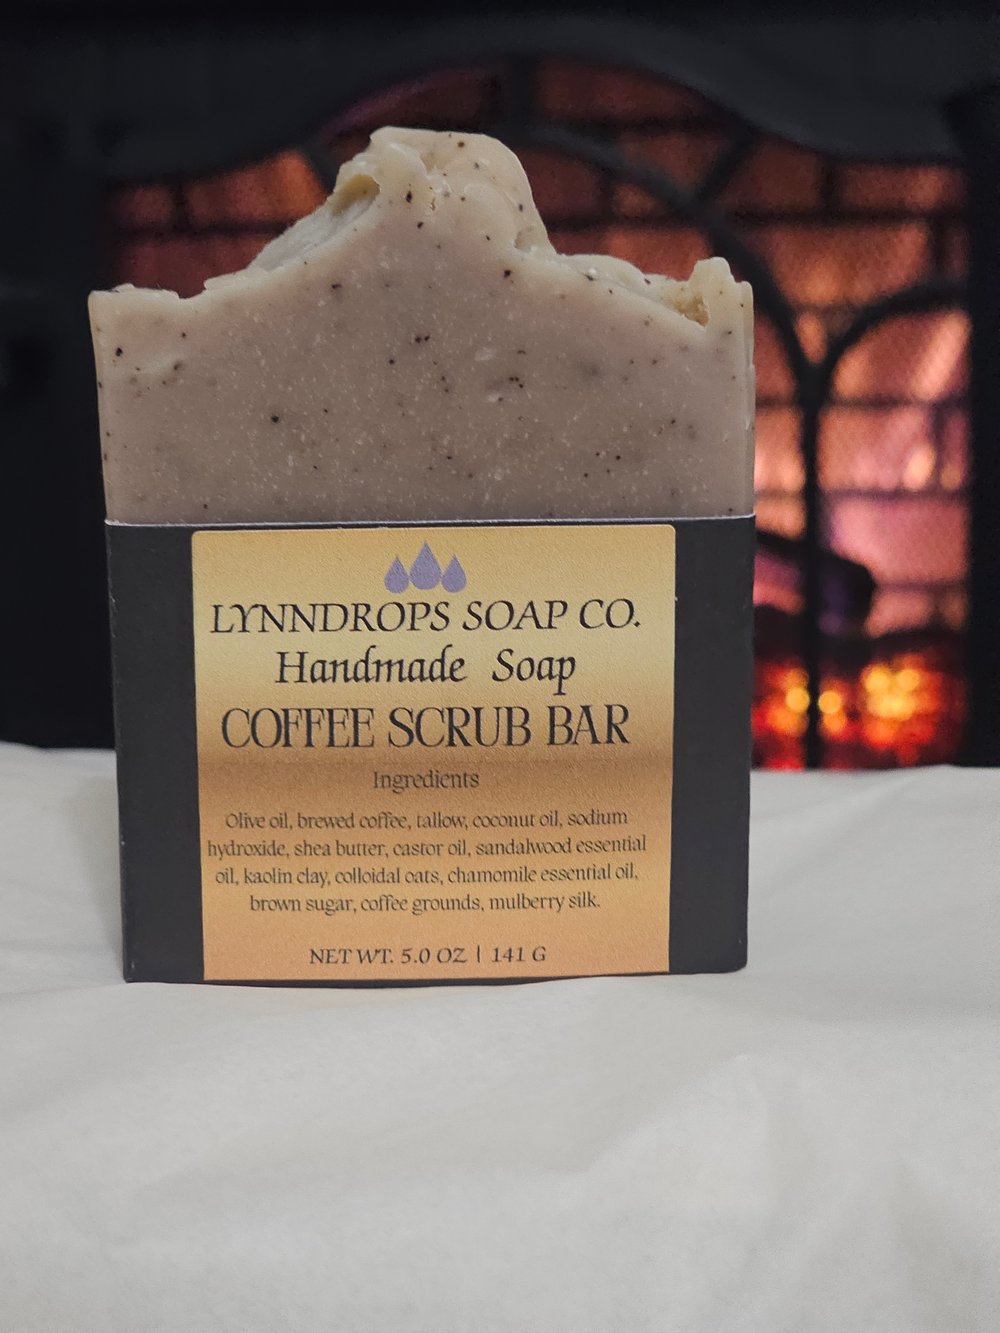 LYNNDROPS SOAP CO.
Handmade Soap
COFFEE SCRUB BAR
Ingredients
Olive oil, brewed coffee, tallow, coconut oil, sodium
hydroxide, shea butter, castor oil, sandalwood essential
oil, kaolin clay, colloidal oats, chamomile essential oil,
brown sugar, coffee grounds, mulberry silk.
NET WT. 5.0 OZ | 141 G